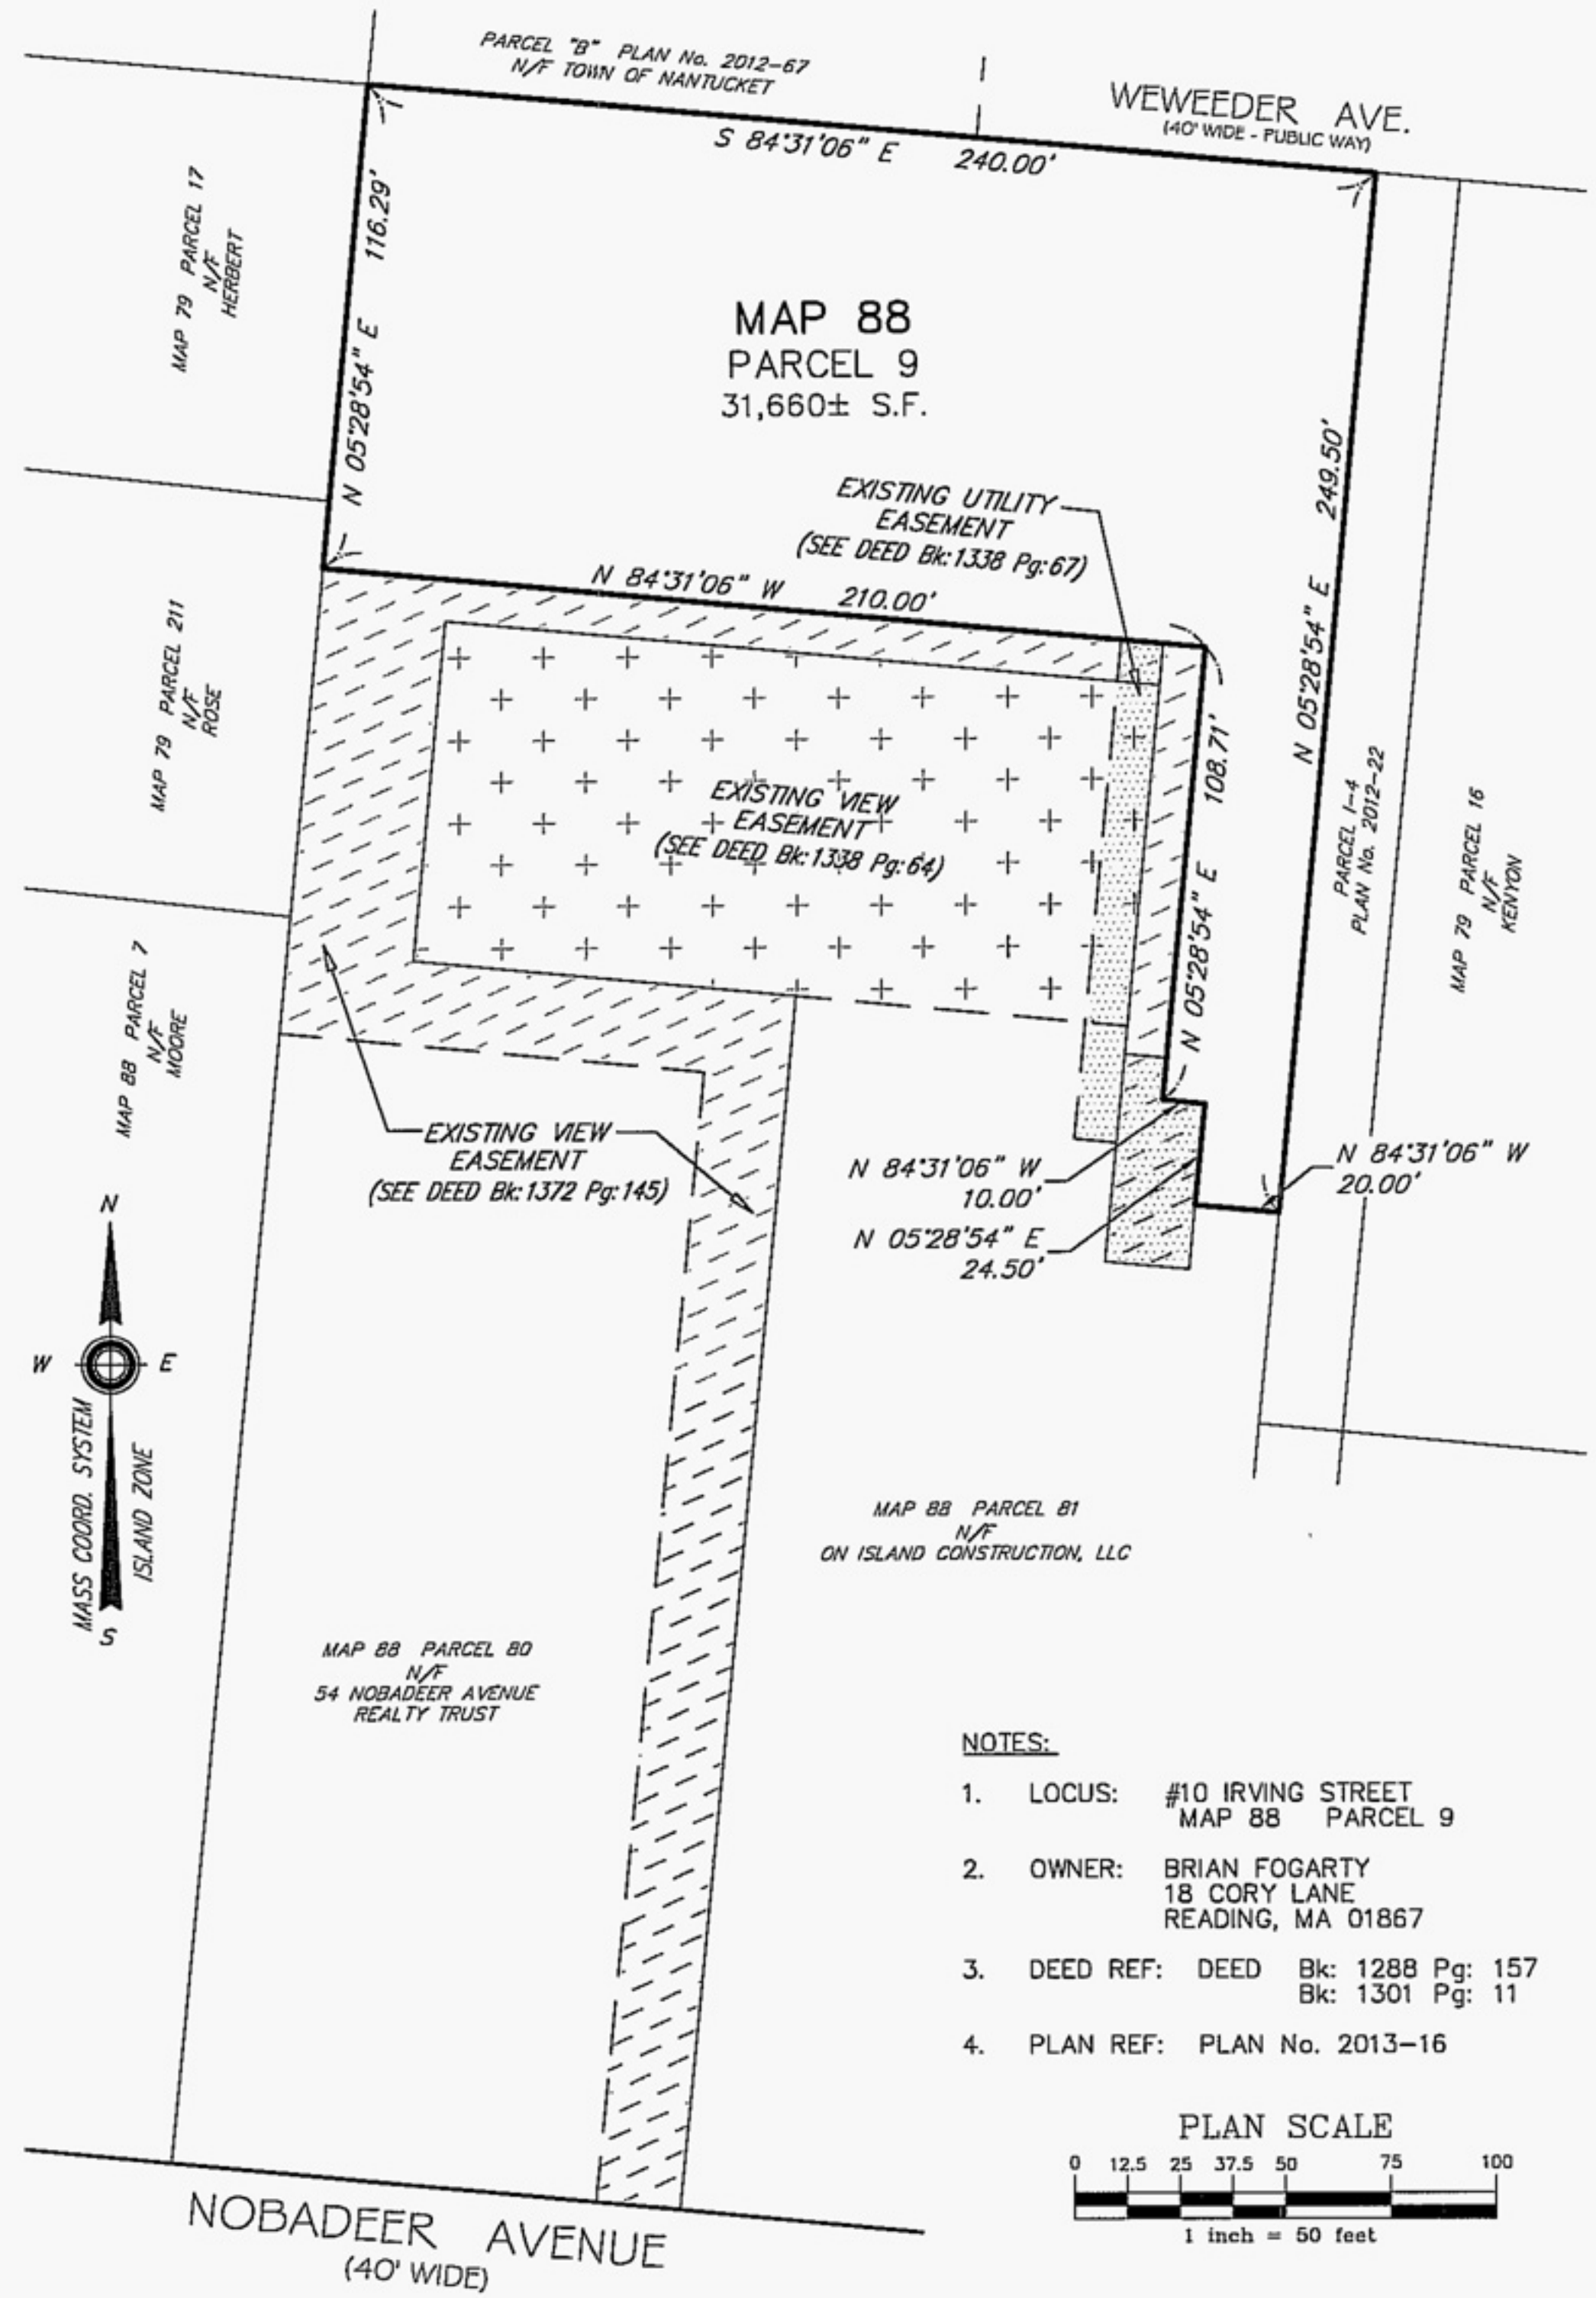 PARCEL "B" PLAN No. 2012-67
N/F TOWN OF NANTUCKET
WEWEEDER AVE.
(40' WIDE - PUBLIC WAY)
S 84°31'06" E 240.00'
N 05°28'54" E 116.29'
MAP 79 PARCEL 17
N/F
HERBERT
MAP 88
PARCEL 9
31,660± S.F.
N 05°28'54" E 249.50'
EXISTING UTILITY
EASEMENT
(SEE DEED Bk:1338 Pg:67)
N 84°31'06" W 210.00'
MAP 79 PARCEL 211
N/F
ROSE
EXISTING VIEW
EASEMENT
(SEE DEED Bk:1338 Pg:64)
N 05°28'54" E 108.71'
PARCEL 1-4
PLAN No. 2012-22
MAP 79 PARCEL 16
N/F
KENYON
MAP 88 PARCEL 7
N/F
MOORE
EXISTING VIEW
EASEMENT
(SEE DEED Bk:1372 Pg:145)
N 84°31'06" W
10.00'
N 05°28'54" E
24.50'
N 84°31'06" W
20.00'
N
W E
S
MASS COORD. SYSTEM
ISLAND ZONE
MAP 88 PARCEL 81
N/F
ON ISLAND CONSTRUCTION, LLC
MAP 88 PARCEL 80
N/F
54 NOBADEER AVENUE
REALTY TRUST
NOTES:
1. LOCUS: #10 IRVING STREET
MAP 88 PARCEL 9
2. OWNER: BRIAN FOGARTY
18 CORY LANE
READING, MA 01867
3. DEED REF: DEED Bk: 1288 Pg: 157
Bk: 1301 Pg: 11
4. PLAN REF: PLAN No. 2013-16
PLAN SCALE
0 12.5 25 37.5 50 75 100
1 inch = 50 feet
NOBADEER AVENUE
(40' WIDE)